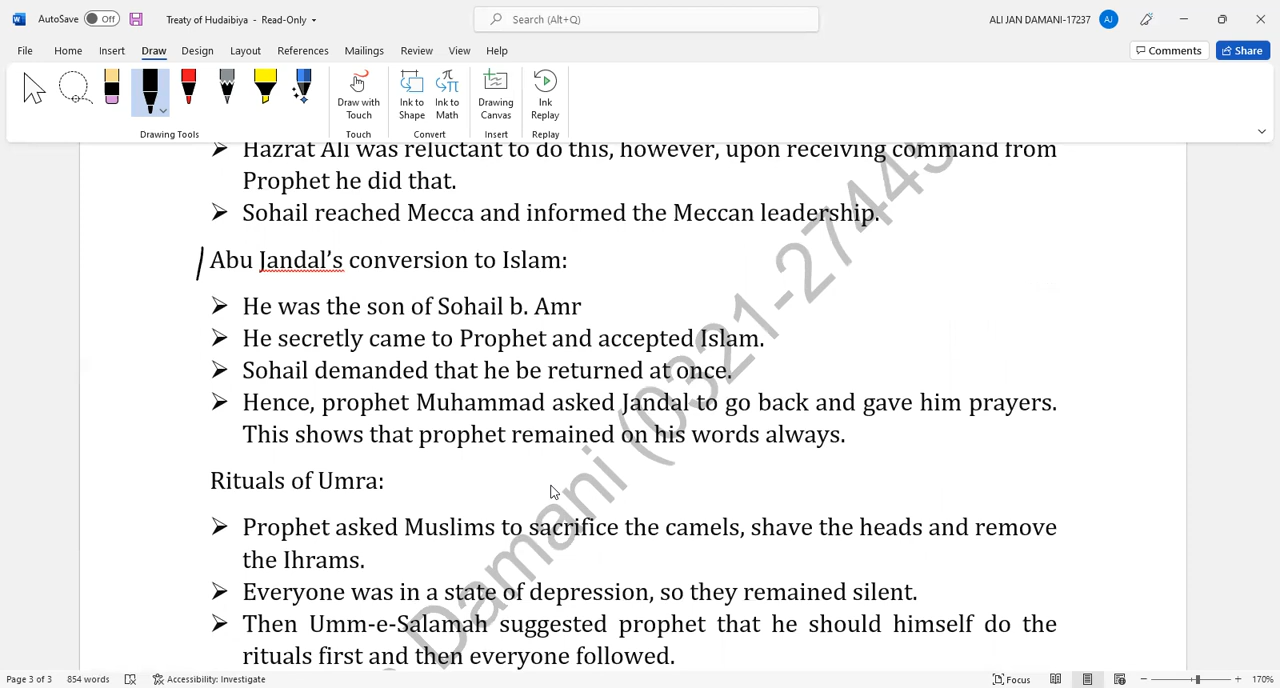 AutoSave Off Treaty of Hudaibiya - Read-Only Search (Alt+Q) ALI JAN DAMANI-17237 AJ
File Home Insert Draw Design Layout References Mailings Review View Help Comments Share
Draw with Touch Ink to Shape Ink to Math Drawing Canvas Ink Replay
Drawing Tools Touch Convert Insert Replay
Hazrat Ali was reluctant to do this, however, upon receiving command from
Prophet he did that.
Sohail reached Mecca and informed the Meccan leadership.
Abu Jandal's conversion to Islam:
He was the son of Sohail b. Amr
He secretly came to Prophet and accepted Islam.
Sohail demanded that he be returned at once.
Hence, prophet Muhammad asked Jandal to go back and gave him prayers.
This shows that prophet remained on his words always.
Rituals of Umra:
Prophet asked Muslims to sacrifice the camels, shave the heads and remove
the Ihrams.
Everyone was in a state of depression, so they remained silent.
Then Umm-e-Salamah suggested prophet that he should himself do the
rituals first and then everyone followed.
Damani (0321-27445
Page 3 of 3 854 words Accessibility: Investigate Focus 170%